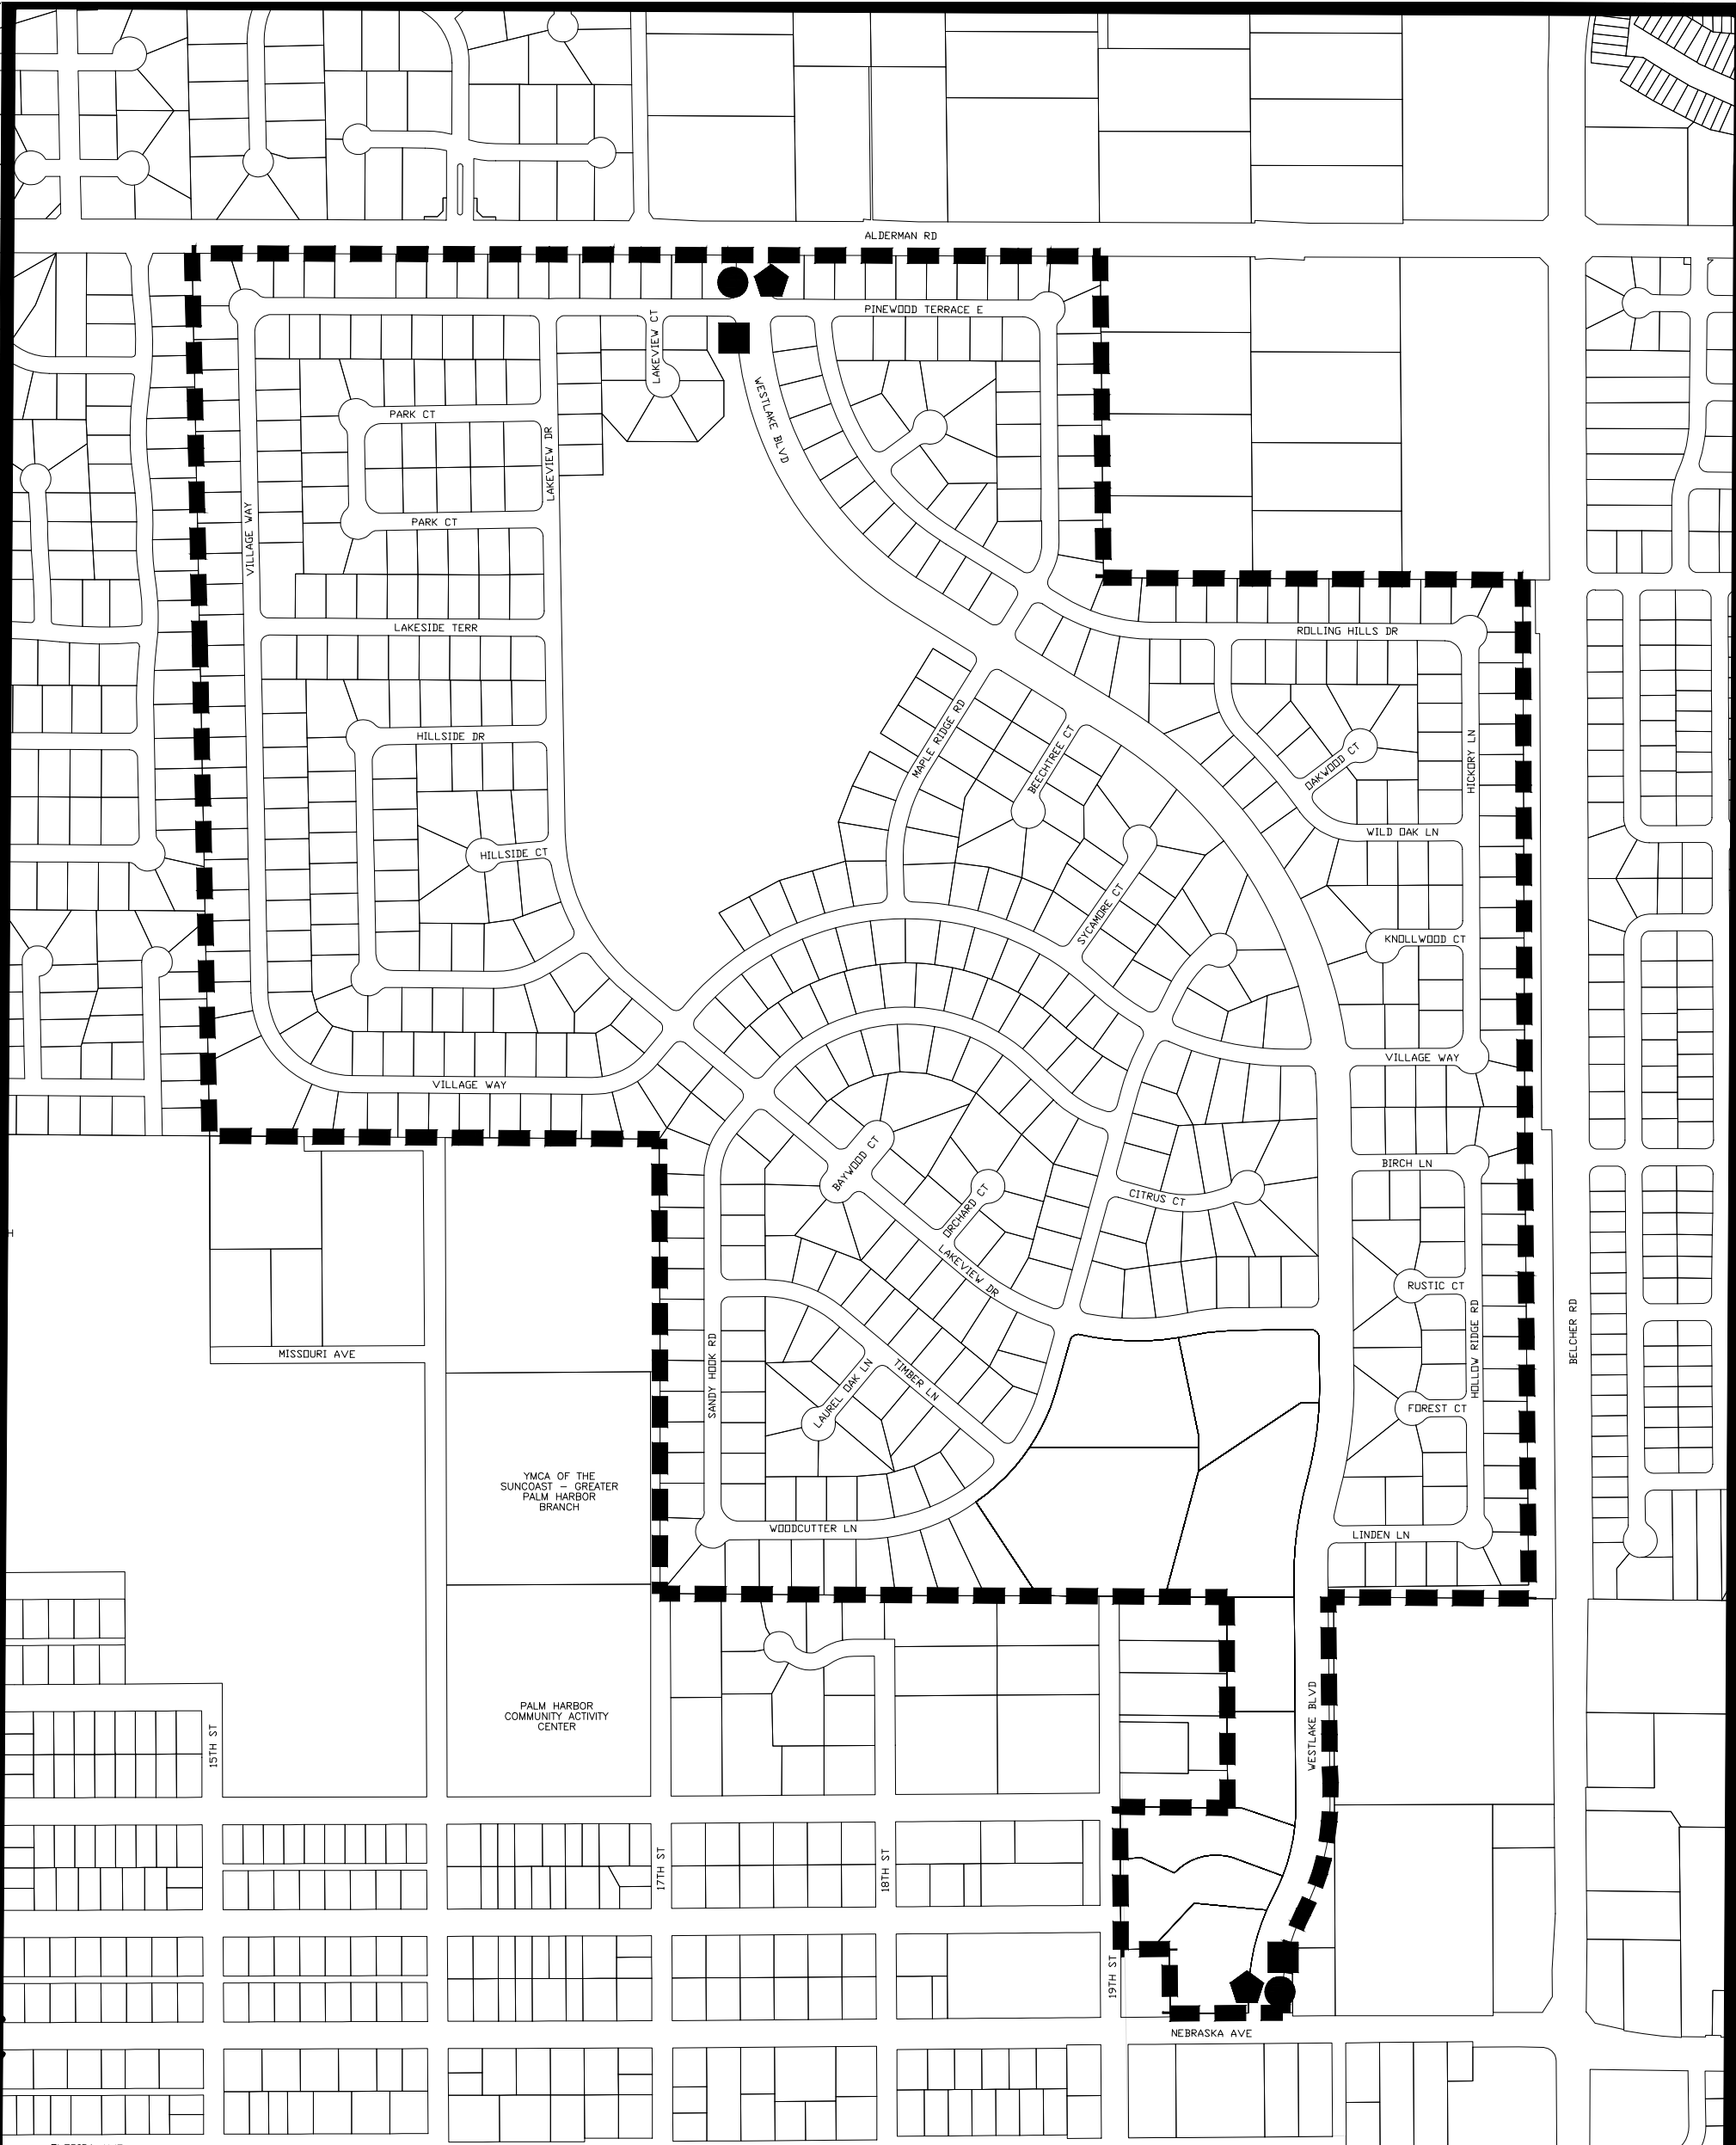 ALDERMAN RD
PINEWOOD TERRACE E
LAKEVIEW CT
WESTLAKE BLVD
PARK CT
LAKEVIEW DR
VILLAGE WAY
PARK CT
LAKESIDE TERR
ROLLING HILLS DR
MAPLE RIDGE RD
HILLSIDE DR
BEECHTREE CT
OAKWOOD CT
HICKORY LN
WILD OAK LN
HILLSIDE CT
SYCAMORE CT
KNOLLWOOD CT
VILLAGE WAY
VILLAGE WAY
BAYWOOD CT
BIRCH LN
CITRUS CT
ORCHARD CT
H
LAKEVIEW DR
RUSTIC CT
BELCHER RD
HOLLOW RIDGE RD
MISSOURI AVE
SANDY HOOK RD
TIMBER LN
LAUREL OAK LN
FOREST CT
YMCA OF THE
SUNCOAST – GREATER
PALM HARBOR
BRANCH
WOODCUTTER LN
LINDEN LN
PALM HARBOR
COMMUNITY ACTIVITY
CENTER
15TH ST
WESTLAKE BLVD
17TH ST
18TH ST
19TH ST
NEBRASKA AVE